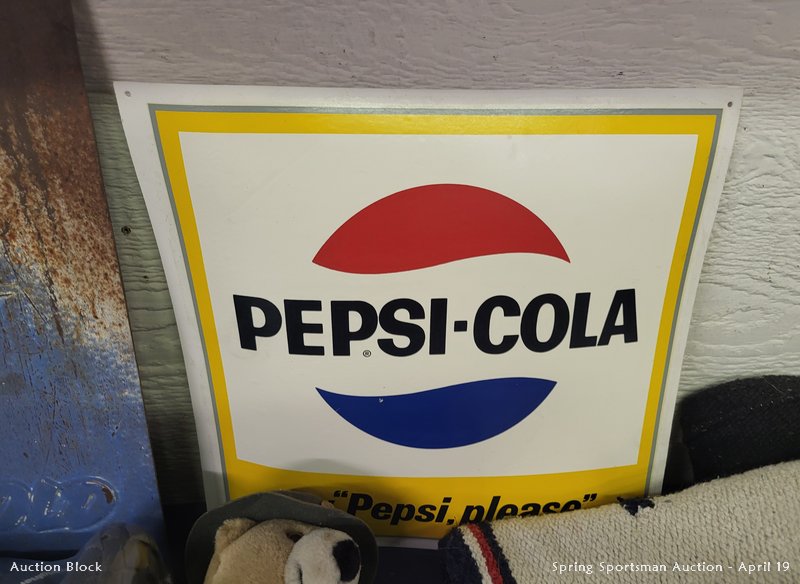 PEPSI-COLA
®
"Pepsi, please"
Auction Block
Spring Sportsman Auction - April 19